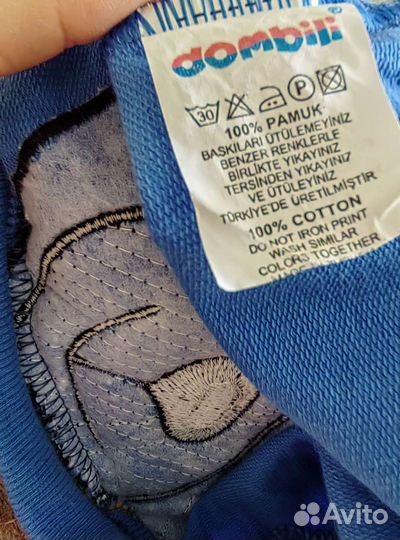 dombili
®
30 P
100% PAMUK
BASKILARI ÜTÜLEMEYİNİZ
BENZER RENKLERLE
BİRLİKTE YIKAYINIZ
TERSİNDEN YIKAYINIZ
VE ÜTÜLEYİNİZ
TÜRKİYE'DE ÜRETİLMİŞTİR
100% COTTON
DO NOT IRON PRINT
WASH SIMILAR
COLORS TOGETHER
Avito